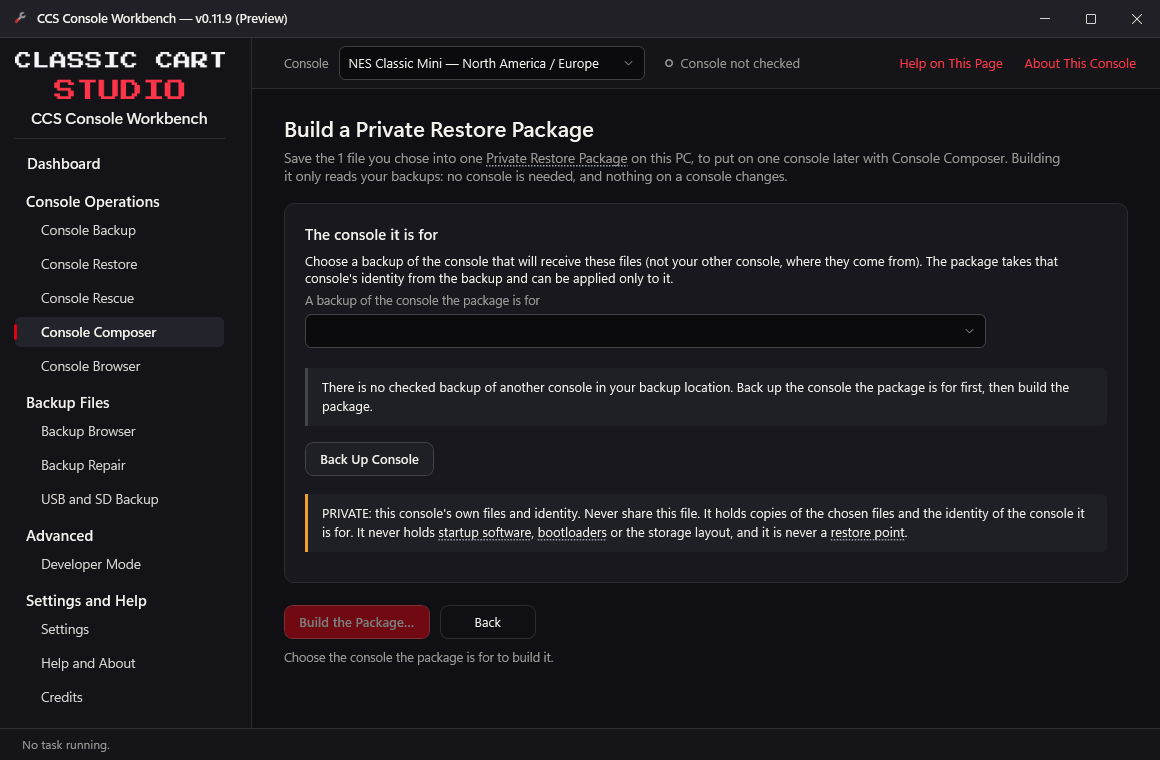 CCS Console Workbench — v0.11.9 (Preview)
CLASSIC CART
STUDIO
CCS Console Workbench
Dashboard
Console Operations
Console Backup
Console Restore
Console Rescue
Console Composer
Console Browser
Backup Files
Backup Browser
Backup Repair
USB and SD Backup
Advanced
Developer Mode
Settings and Help
Settings
Help and About
Credits
No task running.
Console
NES Classic Mini — North America / Europe
Console not checked
Help on This Page
About This Console
Build a Private Restore Package
Save the 1 file you chose into one Private Restore Package on this PC, to put on one console later with Console Composer. Building
it only reads your backups: no console is needed, and nothing on a console changes.
The console it is for
Choose a backup of the console that will receive these files (not your other console, where they come from). The package takes that
console's identity from the backup and can be applied only to it.
A backup of the console the package is for
There is no checked backup of another console in your backup location. Back up the console the package is for first, then build the
package.
Back Up Console
PRIVATE: this console's own files and identity. Never share this file. It holds copies of the chosen files and the identity of the console it
is for. It never holds startup software, bootloaders or the storage layout, and it is never a restore point.
Build the Package...
Back
Choose the console the package is for to build it.